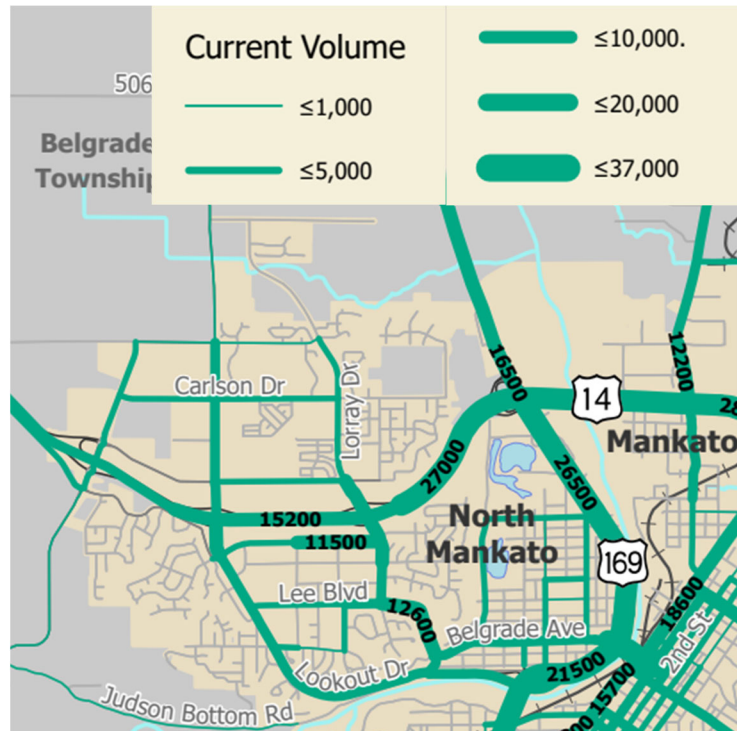 Current Volume
≤1,000
≤5,000
≤10,000.
≤20,000
≤37,000
506
Belgrade
Township
16500
12200
14
Carlson Dr
Lorray Dr
Mankato
27000
26500
North
Mankato
15200
11500
169
Lee Blvd
12600
18600
Belgrade Ave
2nd St
Lookout Dr
21500
15700
Judson Bottom Rd